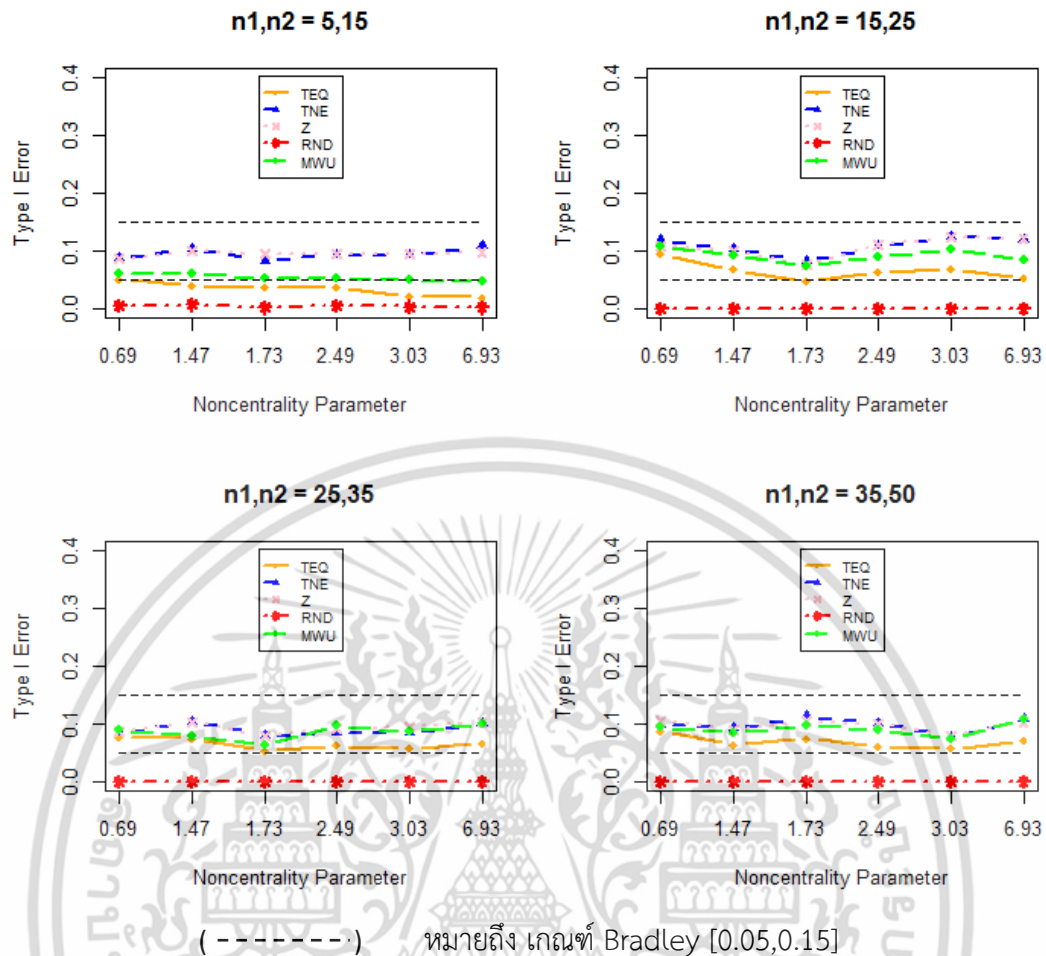 n1,n2 = 5,15
0.4
0.3
0.2
0.1
0.0
Type I Error
TEQ
TNE
Z
RND
MWU
0.69 1.47 1.73 2.49 3.03 6.93
Noncentrality Parameter
n1,n2 = 15,25
0.4
0.3
0.2
0.1
0.0
Type I Error
TEQ
TNE
Z
RND
MWU
0.69 1.47 1.73 2.49 3.03 6.93
Noncentrality Parameter
n1,n2 = 25,35
0.4
0.3
0.2
0.1
0.0
Type I Error
TEQ
TNE
Z
RND
MWU
0.69 1.47 1.73 2.49 3.03 6.93
Noncentrality Parameter
n1,n2 = 35,50
0.4
0.3
0.2
0.1
0.0
Type I Error
TEQ
TNE
Z
RND
MWU
0.69 1.47 1.73 2.49 3.03 6.93
Noncentrality Parameter
( - - - - - - - ) หมายถึง เกณฑ์ Bradley [0.05,0.15]